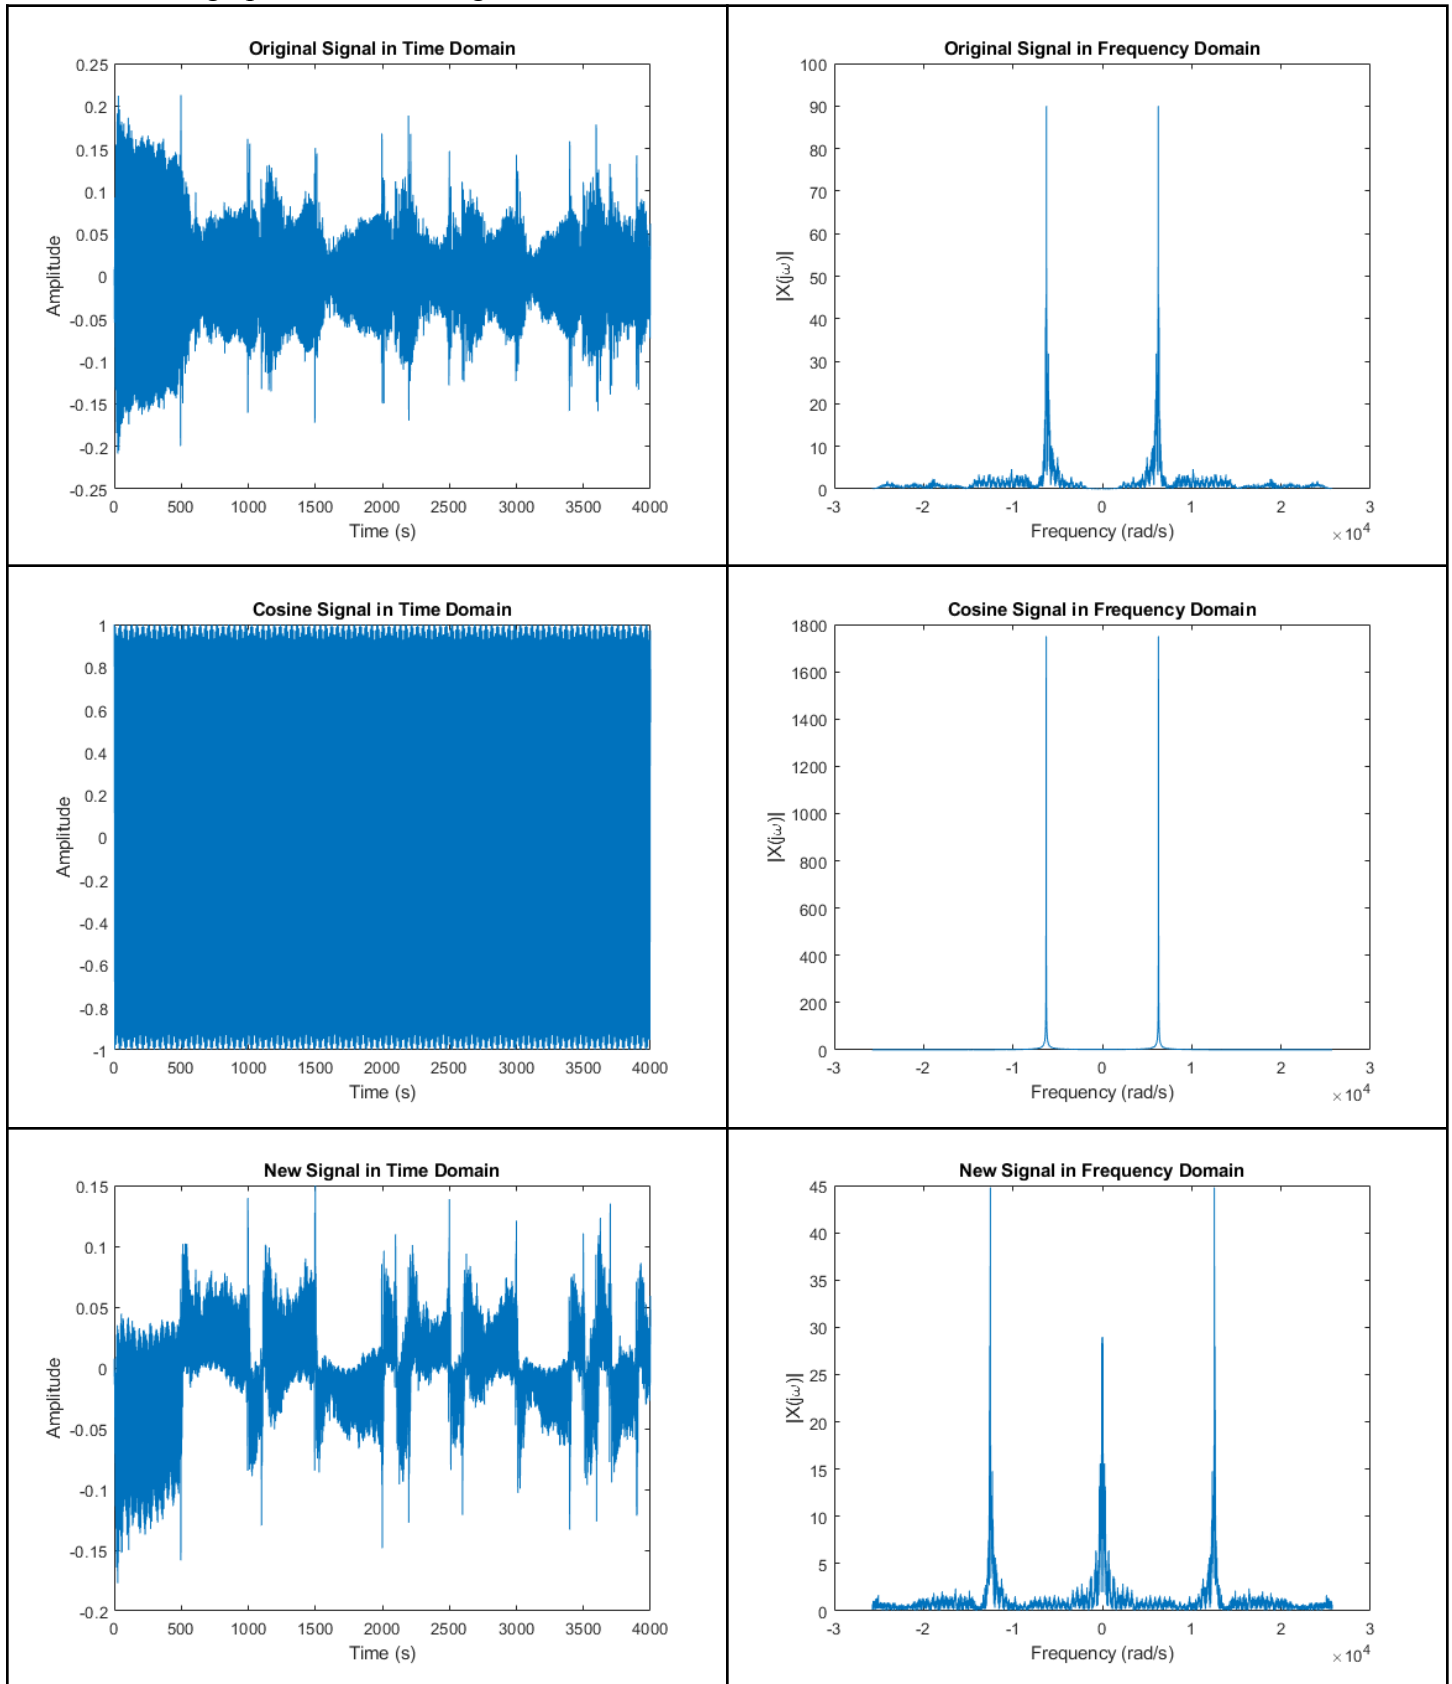 Original Signal in Time Domain
0.25
0.2
0.15
0.1
0.05
0
-0.05
-0.1
-0.15
-0.2
-0.25
Amplitude
0 500 1000 1500 2000 2500 3000 3500 4000
Time (s)
Original Signal in Frequency Domain
100
90
80
70
60
50
40
30
20
10
0
|X(jω)|
-3 -2 -1 0 1 2 3
Frequency (rad/s)
×10^4
Cosine Signal in Time Domain
1
0.8
0.6
0.4
0.2
0
-0.2
-0.4
-0.6
-0.8
-1
Amplitude
0 500 1000 1500 2000 2500 3000 3500 4000
Time (s)
Cosine Signal in Frequency Domain
1800
1600
1400
1200
1000
800
600
400
200
0
|X(jω)|
-3 -2 -1 0 1 2 3
Frequency (rad/s)
×10^4
New Signal in Time Domain
0.15
0.1
0.05
0
-0.05
-0.1
-0.15
-0.2
Amplitude
0 500 1000 1500 2000 2500 3000 3500 4000
Time (s)
New Signal in Frequency Domain
45
40
35
30
25
20
15
10
5
0
|X(jω)|
-3 -2 -1 0 1 2 3
Frequency (rad/s)
×10^4